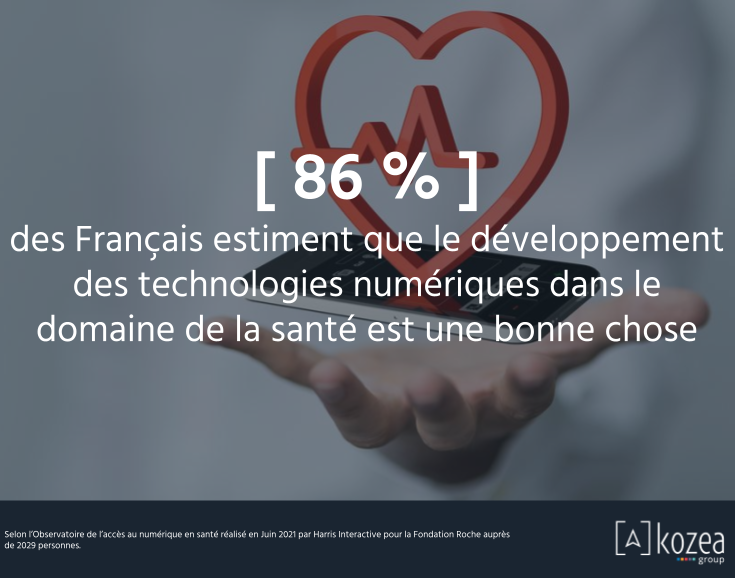 [ 86 % ]
des Français estiment que le développement
des technologies numériques dans le
domaine de la santé est une bonne chose
Selon l'Observatoire de l'accès au numérique en santé réalisé en Juin 2021 par Harris Interactive pour la Fondation Roche auprès
de 2029 personnes.
[A] kozea
group